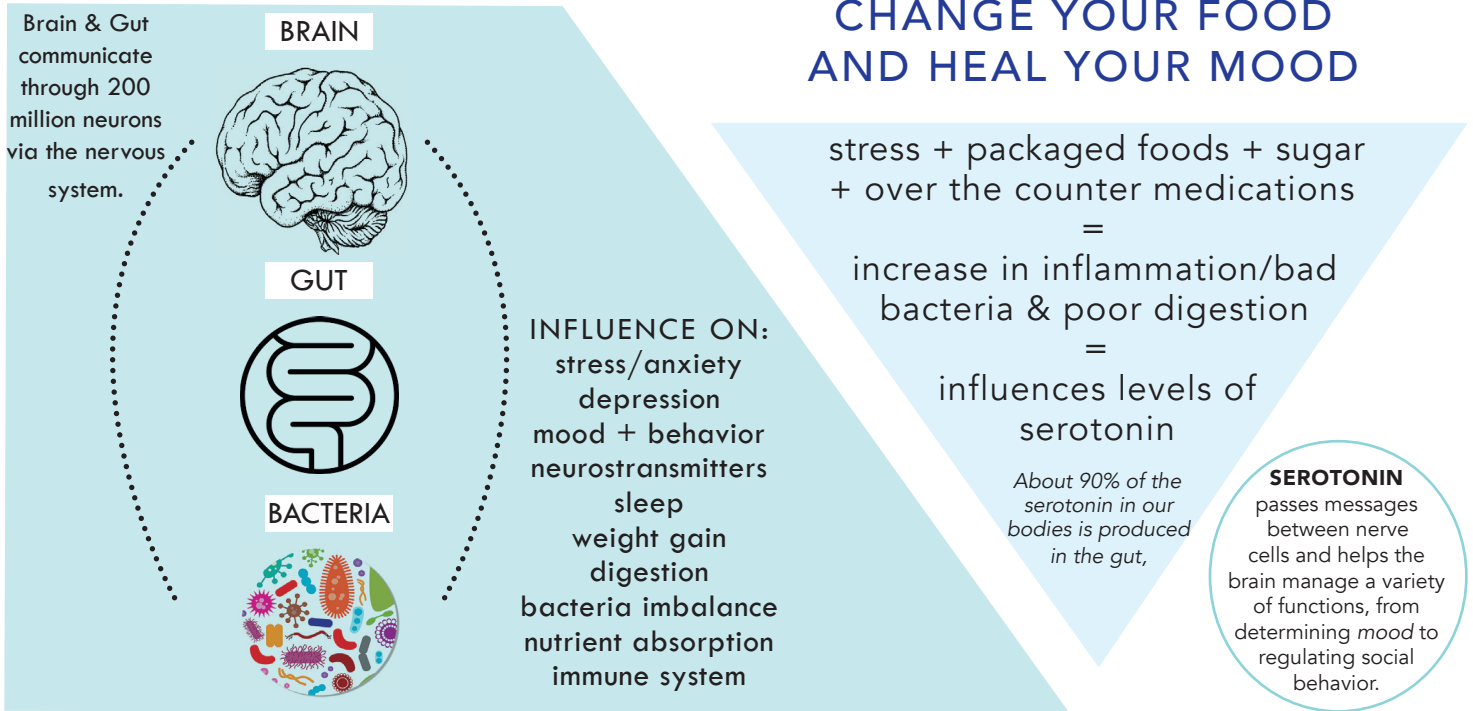 Brain & Gut
communicate
through 200
million neurons
via the nervous
system.
BRAIN
GUT
BACTERIA
INFLUENCE ON:
stress/anxiety
depression
mood + behavior
neurostransmitters
sleep
weight gain
digestion
bacteria imbalance
nutrient absorption
immune system
CHANGE YOUR FOOD
AND HEAL YOUR MOOD
stress + packaged foods + sugar
+ over the counter medications
=
increase in inflammation/bad
bacteria & poor digestion
=
influences levels of
serotonin
About 90% of the
serotonin in our
bodies is produced
in the gut,
SEROTONIN
passes messages
between nerve
cells and helps the
brain manage a variety
of functions, from
determining mood to
regulating social
behavior.